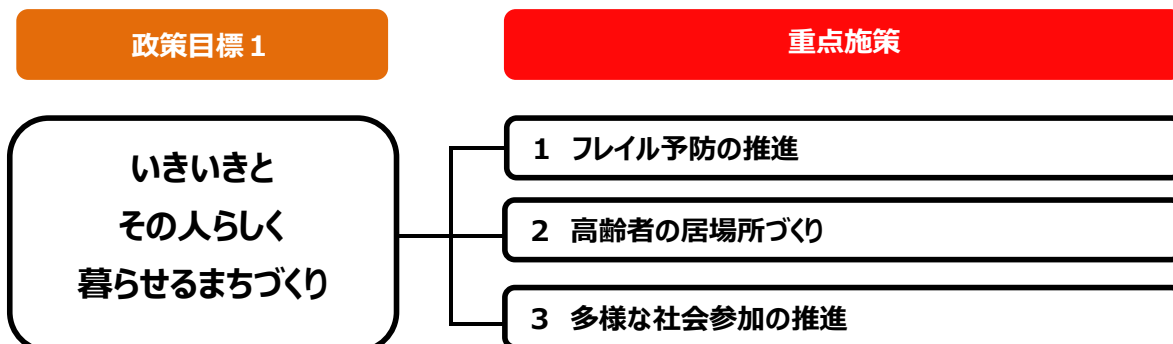 政策目標１
重点施策
いきいきと
その人らしく
暮らせるまちづくり
1 フレイル予防の推進
2 高齢者の居場所づくり
3 多様な社会参加の推進